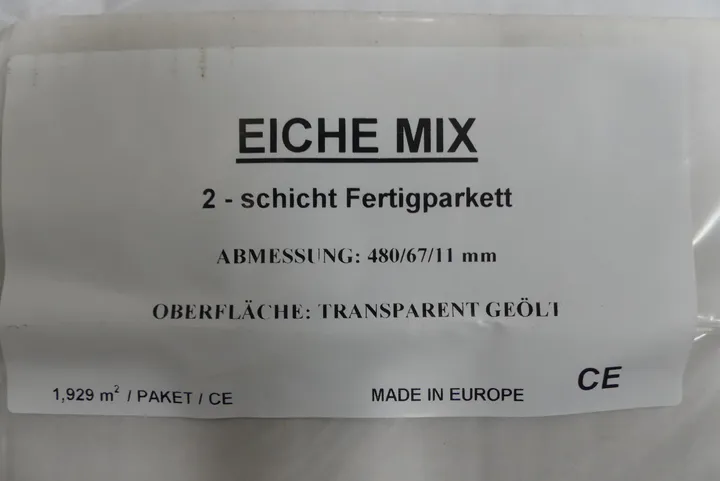 EICHE MIX
2 - schicht Fertigparkett
ABMESSUNG: 480/67/11 mm
OBERFLÄCHE: TRANSPARENT GEÖLT
1,929 m² / PAKET / CE
MADE IN EUROPE
CE